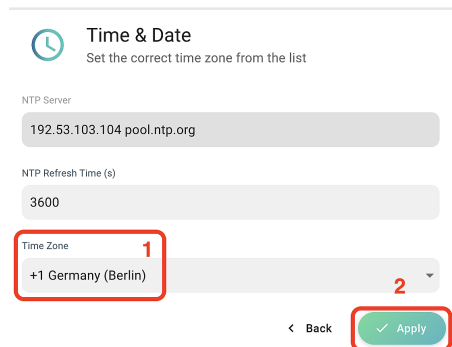 Time & Date
Set the correct time zone from the list
NTP Server
192.53.103.104 pool.ntp.org
NTP Refresh Time (s)
3600
Time Zone
1
+1 Germany (Berlin)
2
Back
Apply